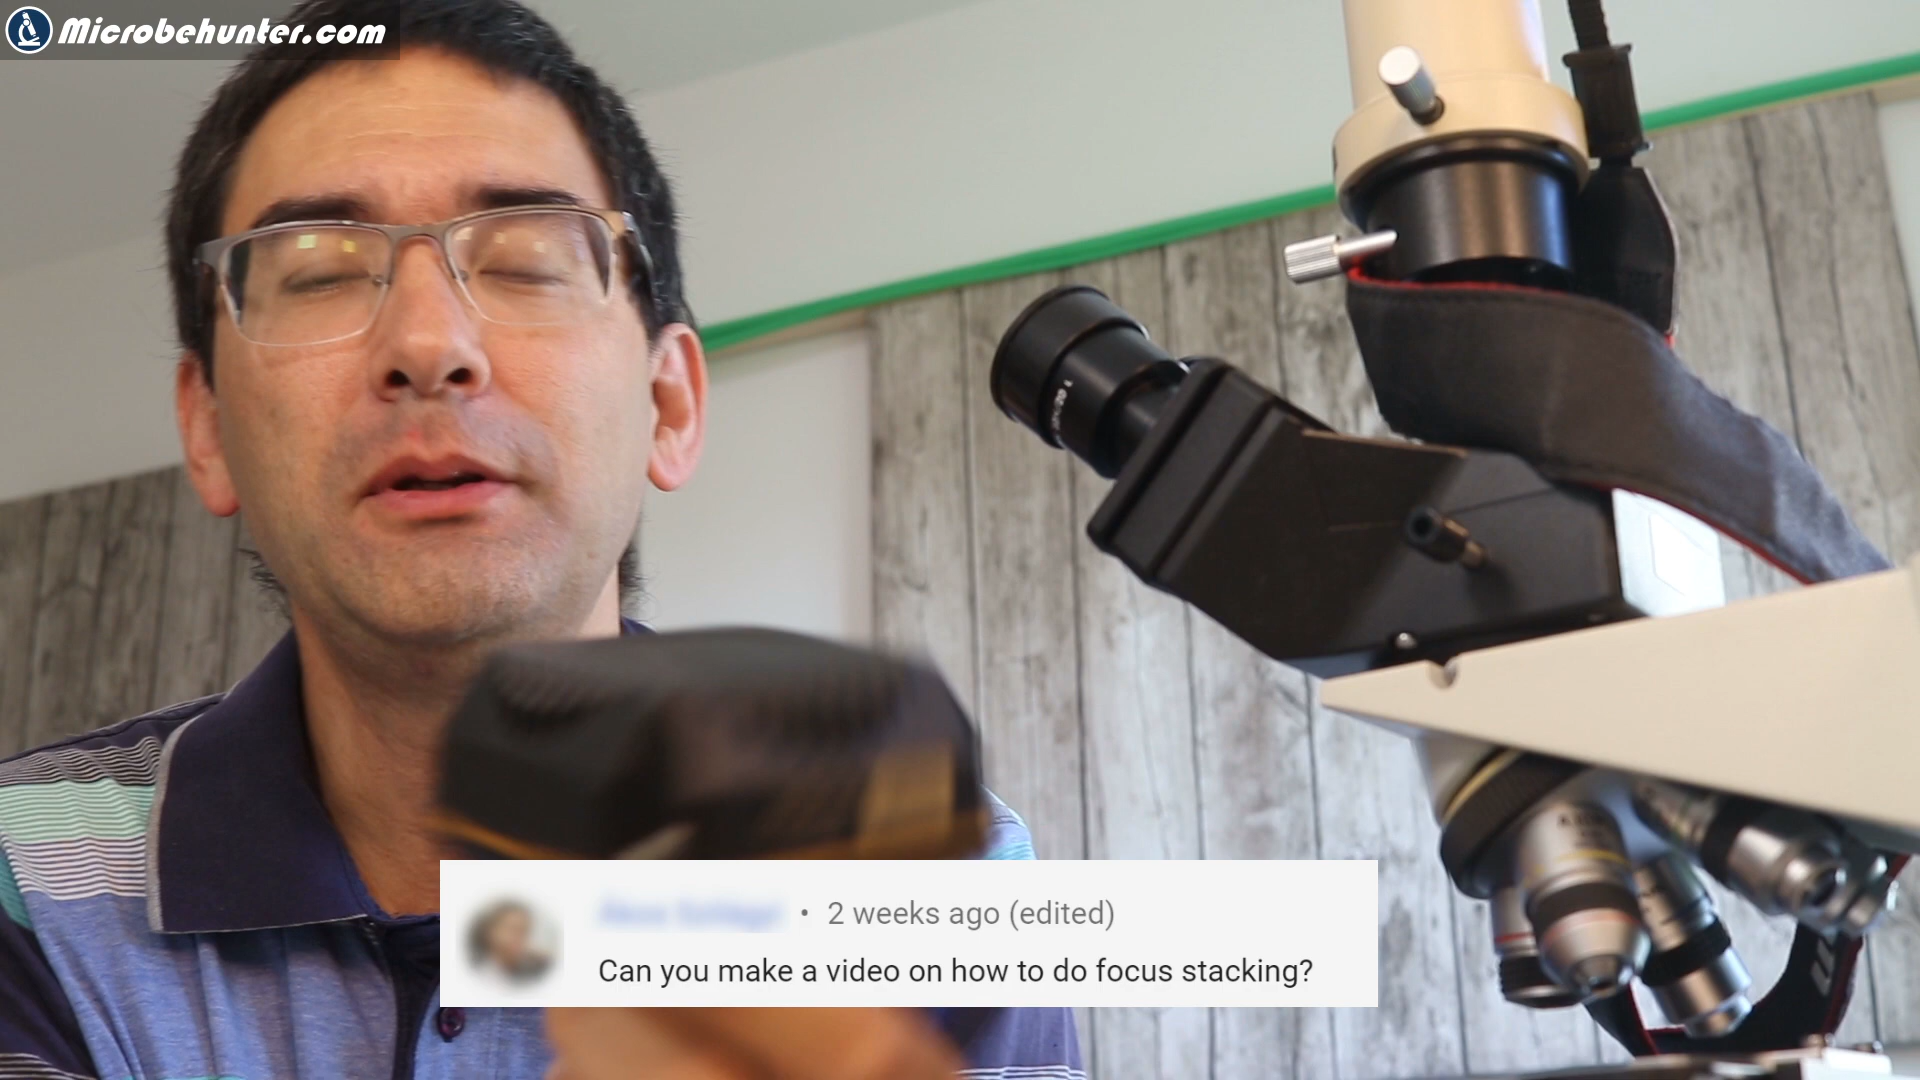 Microbehunter.com
2 weeks ago (edited)
Can you make a video on how to do focus stacking?